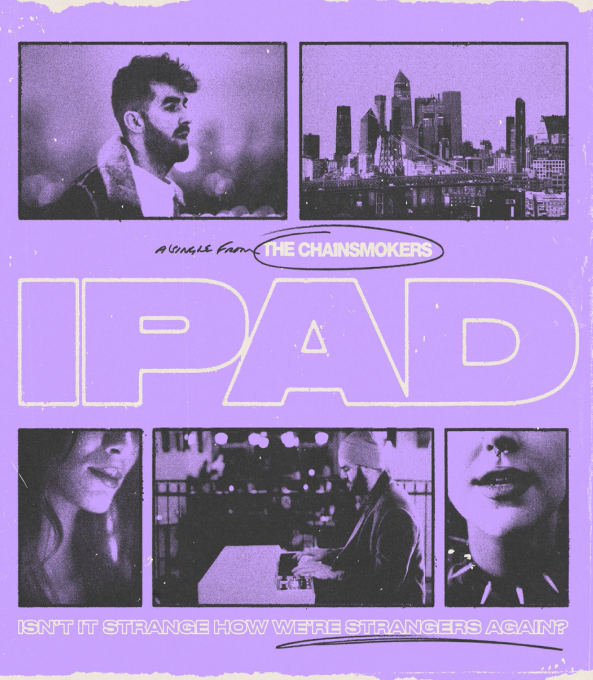 A SINGLE FROM THE CHAINSMOKERS
IPAD
ISN'T IT STRANGE HOW WE'RE STRANGERS AGAIN?